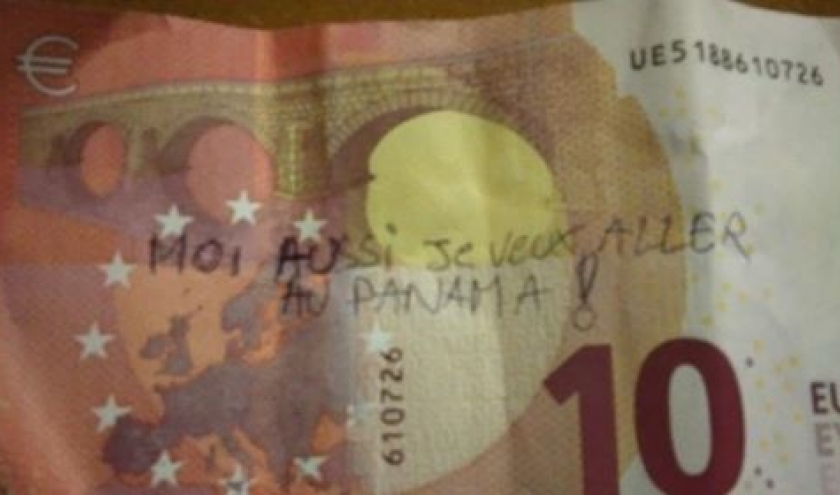 €
UE5188610726
MOI AUSSI Je veux ALLER
AU PANAMA !
610726
10